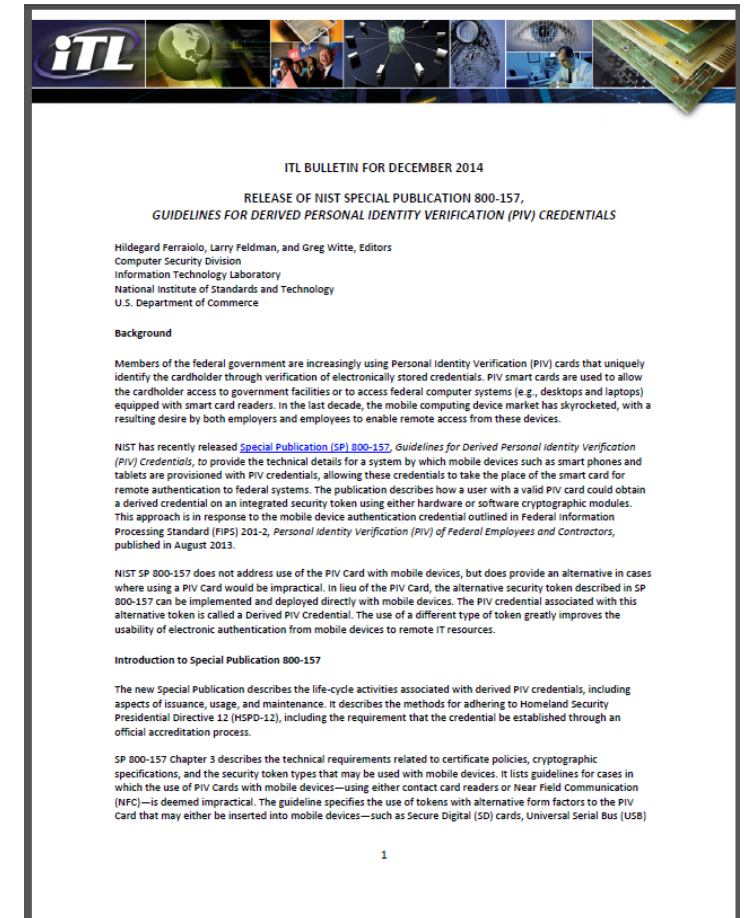 iTL
ITL BULLETIN FOR DECEMBER 2014
RELEASE OF NIST SPECIAL PUBLICATION 800-157,
GUIDELINES FOR DERIVED PERSONAL IDENTITY VERIFICATION (PIV) CREDENTIALS
Hildegard Ferraiolo, Larry Feldman, and Greg Witte, Editors
Computer Security Division
Information Technology Laboratory
National Institute of Standards and Technology
U.S. Department of Commerce
Background
Members of the federal government are increasingly using Personal Identity Verification (PIV) cards that uniquely
identify the cardholder through verification of electronically stored credentials. PIV smart cards are used to allow
the cardholder access to government facilities or to access federal computer systems (e.g., desktops and laptops)
equipped with smart card readers. In the last decade, the mobile computing device market has skyrocketed, with a
resulting desire by both employers and employees to enable remote access from these devices.
NIST has recently released Special Publication (SP) 800-157, Guidelines for Derived Personal Identity Verification
(PIV) Credentials, to provide the technical details for a system by which mobile devices such as smart phones and
tablets are provisioned with PIV credentials, allowing these credentials to take the place of the smart card for
remote authentication to federal systems. The publication describes how a user with a valid PIV card could obtain
a derived credential on an integrated security token using either hardware or software cryptographic modules.
This approach is in response to the mobile device authentication credential outlined in Federal Information
Processing Standard (FIPS) 201-2, Personal Identity Verification (PIV) of Federal Employees and Contractors,
published in August 2013.
NIST SP 800-157 does not address use of the PIV Card with mobile devices, but does provide an alternative in cases
where using a PIV Card would be impractical. In lieu of the PIV Card, the alternative security token described in SP
800-157 can be implemented and deployed directly with mobile devices. The PIV credential associated with this
alternative token is called a Derived PIV Credential. The use of a different type of token greatly improves the
usability of electronic authentication from mobile devices to remote IT resources.
Introduction to Special Publication 800-157
The new Special Publication describes the life-cycle activities associated with derived PIV credentials, including
aspects of issuance, usage, and maintenance. It describes the methods for adhering to Homeland Security
Presidential Directive 12 (HSPD-12), including the requirement that the credential be established through an
official accreditation process.
SP 800-157 Chapter 3 describes the technical requirements related to certificate policies, cryptographic
specifications, and the security token types that may be used with mobile devices. It lists guidelines for cases in
which the use of PIV Cards with mobile devices—using either contact card readers or Near Field Communication
(NFC)—is deemed impractical. The guideline specifies the use of tokens with alternative form factors to the PIV
Card that may either be inserted into mobile devices—such as Secure Digital (SD) cards, Universal Serial Bus (USB)
1